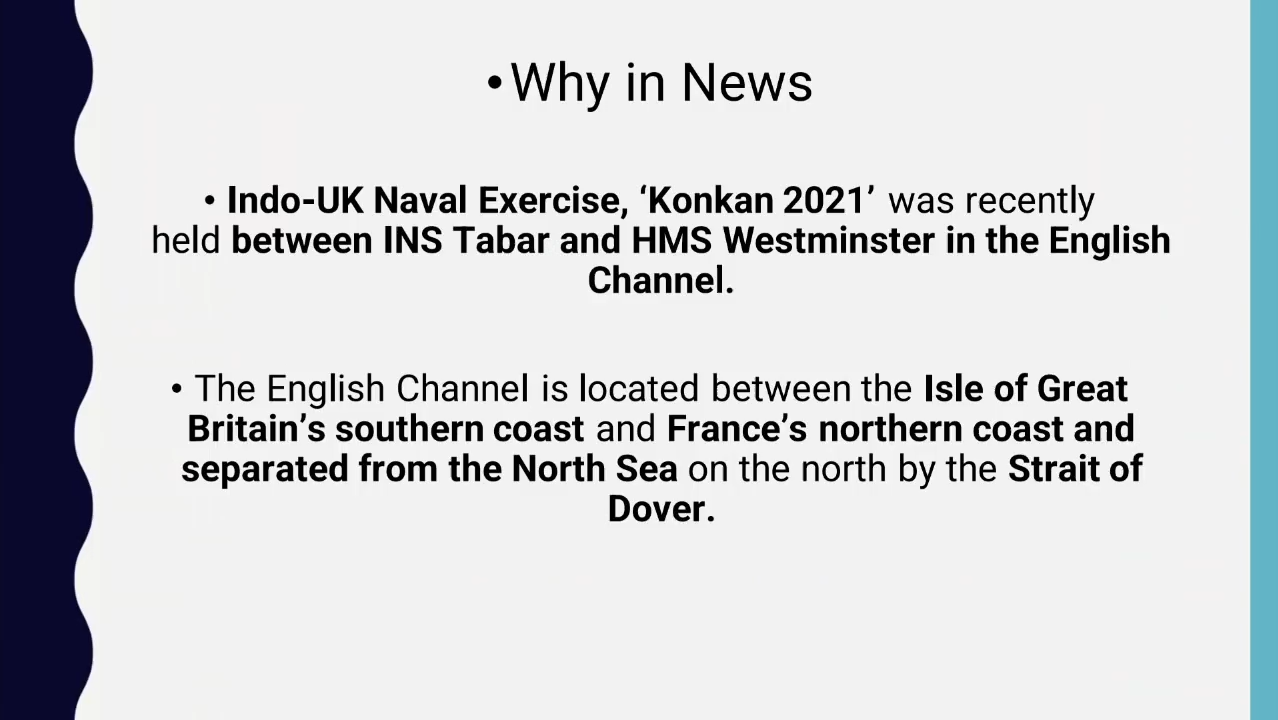 •Why in News
• Indo-UK Naval Exercise, ‘Konkan 2021’ was recently
held between INS Tabar and HMS Westminster in the English
Channel.
• The English Channel is located between the Isle of Great
Britain’s southern coast and France’s northern coast and
separated from the North Sea on the north by the Strait of
Dover.